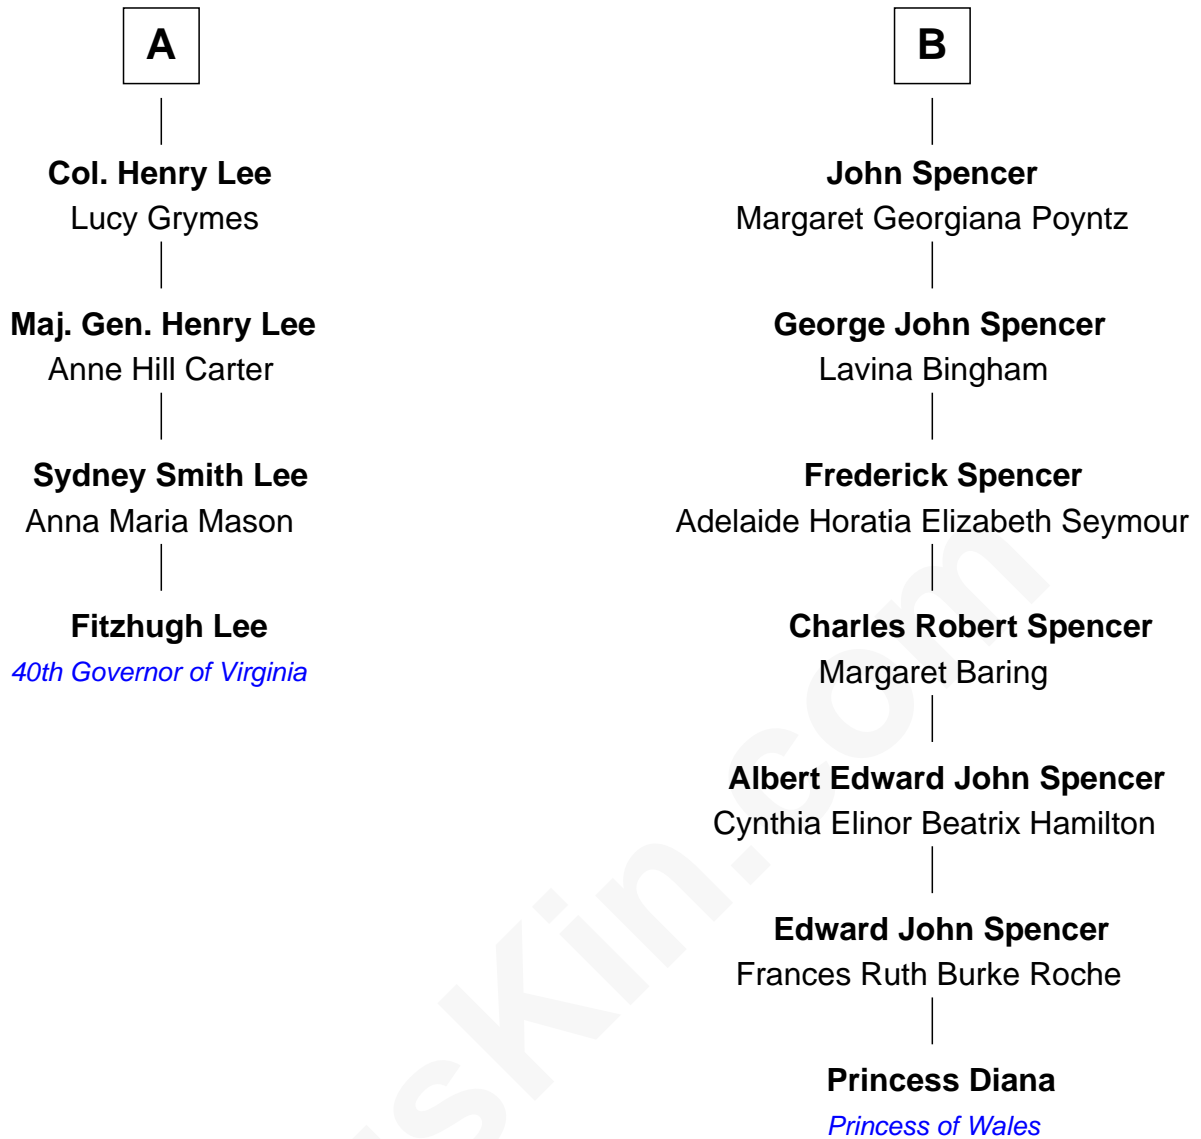 A
Col. Henry Lee
Lucy Grymes
Maj. Gen. Henry Lee
Anne Hill Carter
Sydney Smith Lee
Anna Maria Mason
Fitzhugh Lee
40th Governor of Virginia
B
John Spencer
Margaret Georgiana Poyntz
George John Spencer
Lavina Bingham
Frederick Spencer
Adelaide Horatia Elizabeth Seymour
Charles Robert Spencer
Margaret Baring
Albert Edward John Spencer
Cynthia Elinor Beatrix Hamilton
Edward John Spencer
Frances Ruth Burke Roche
Princess Diana
Princess of Wales
usKin.com